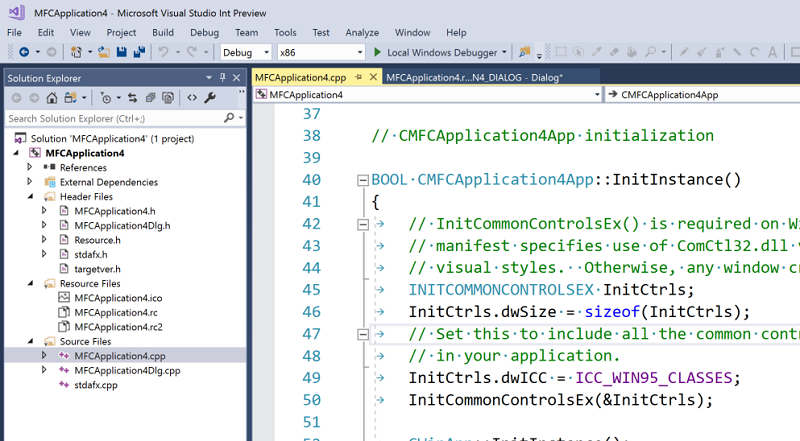 MFCApplication4 - Microsoft Visual Studio Int Preview
File Edit View Project Build Debug Team Tools Test Analyze Window Help
Debug x86 Local Windows Debugger
Solution Explorer
Search Solution Explorer (Ctrl+;)
Solution 'MFCApplication4' (1 project)
MFCApplication4
References
External Dependencies
Header Files
MFCApplication4.h
MFCApplication4Dlg.h
Resource.h
stdafx.h
targetver.h
Resource Files
MFCApplication4.ico
MFCApplication4.rc
MFCApplication4.rc2
Source Files
MFCApplication4.cpp
MFCApplication4Dlg.cpp
stdafx.cpp
MFCApplication4.cpp MFCApplication4.r...N4_DIALOG - Dialog*
MFCApplication4 CMFCApplication4App
37
38 // CMFCApplication4App initialization
39
40 BOOL CMFCApplication4App::InitInstance()
41 {
42 // InitCommonControlsEx() is required on Wi
43 // manifest specifies use of ComCtl32.dll v
44 // visual styles. Otherwise, any window cr
45 INITCOMMONCONTROLSEX InitCtrls;
46 InitCtrls.dwSize = sizeof(InitCtrls);
47 // Set this to include all the common contr
48 // in your application.
49 InitCtrls.dwICC = ICC_WIN95_CLASSES;
50 InitCommonControlsEx(&InitCtrls);
51